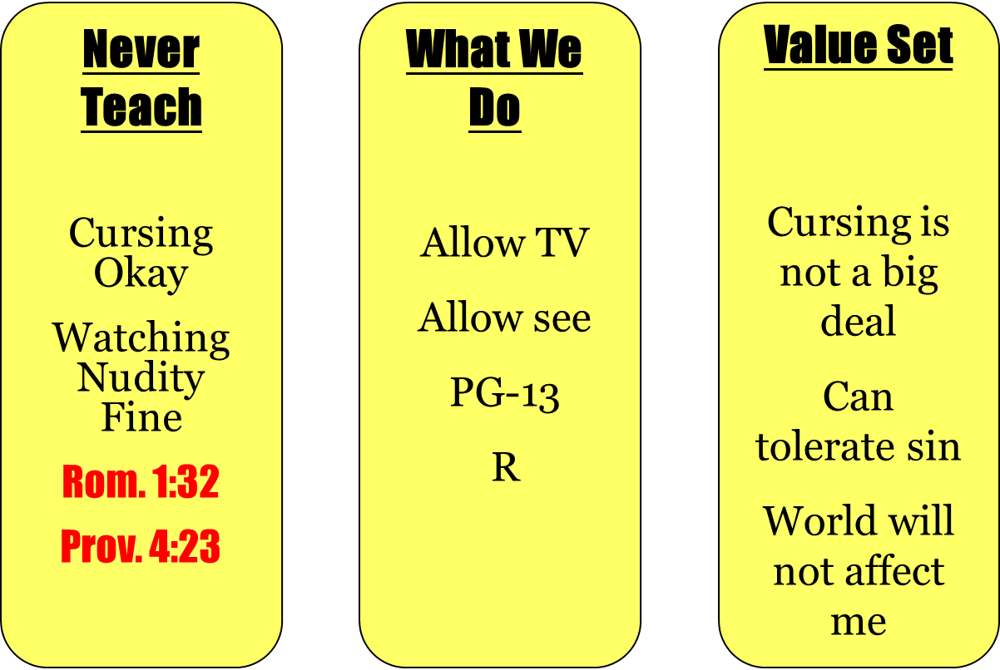 Never
Teach
Cursing
Okay
Watching
Nudity
Fine
Rom. 1:32
Prov. 4:23
What We
Do
Allow TV
Allow see
PG-13
R
Value Set
Cursing is
not a big
deal
Can
tolerate sin
World will
not affect
me